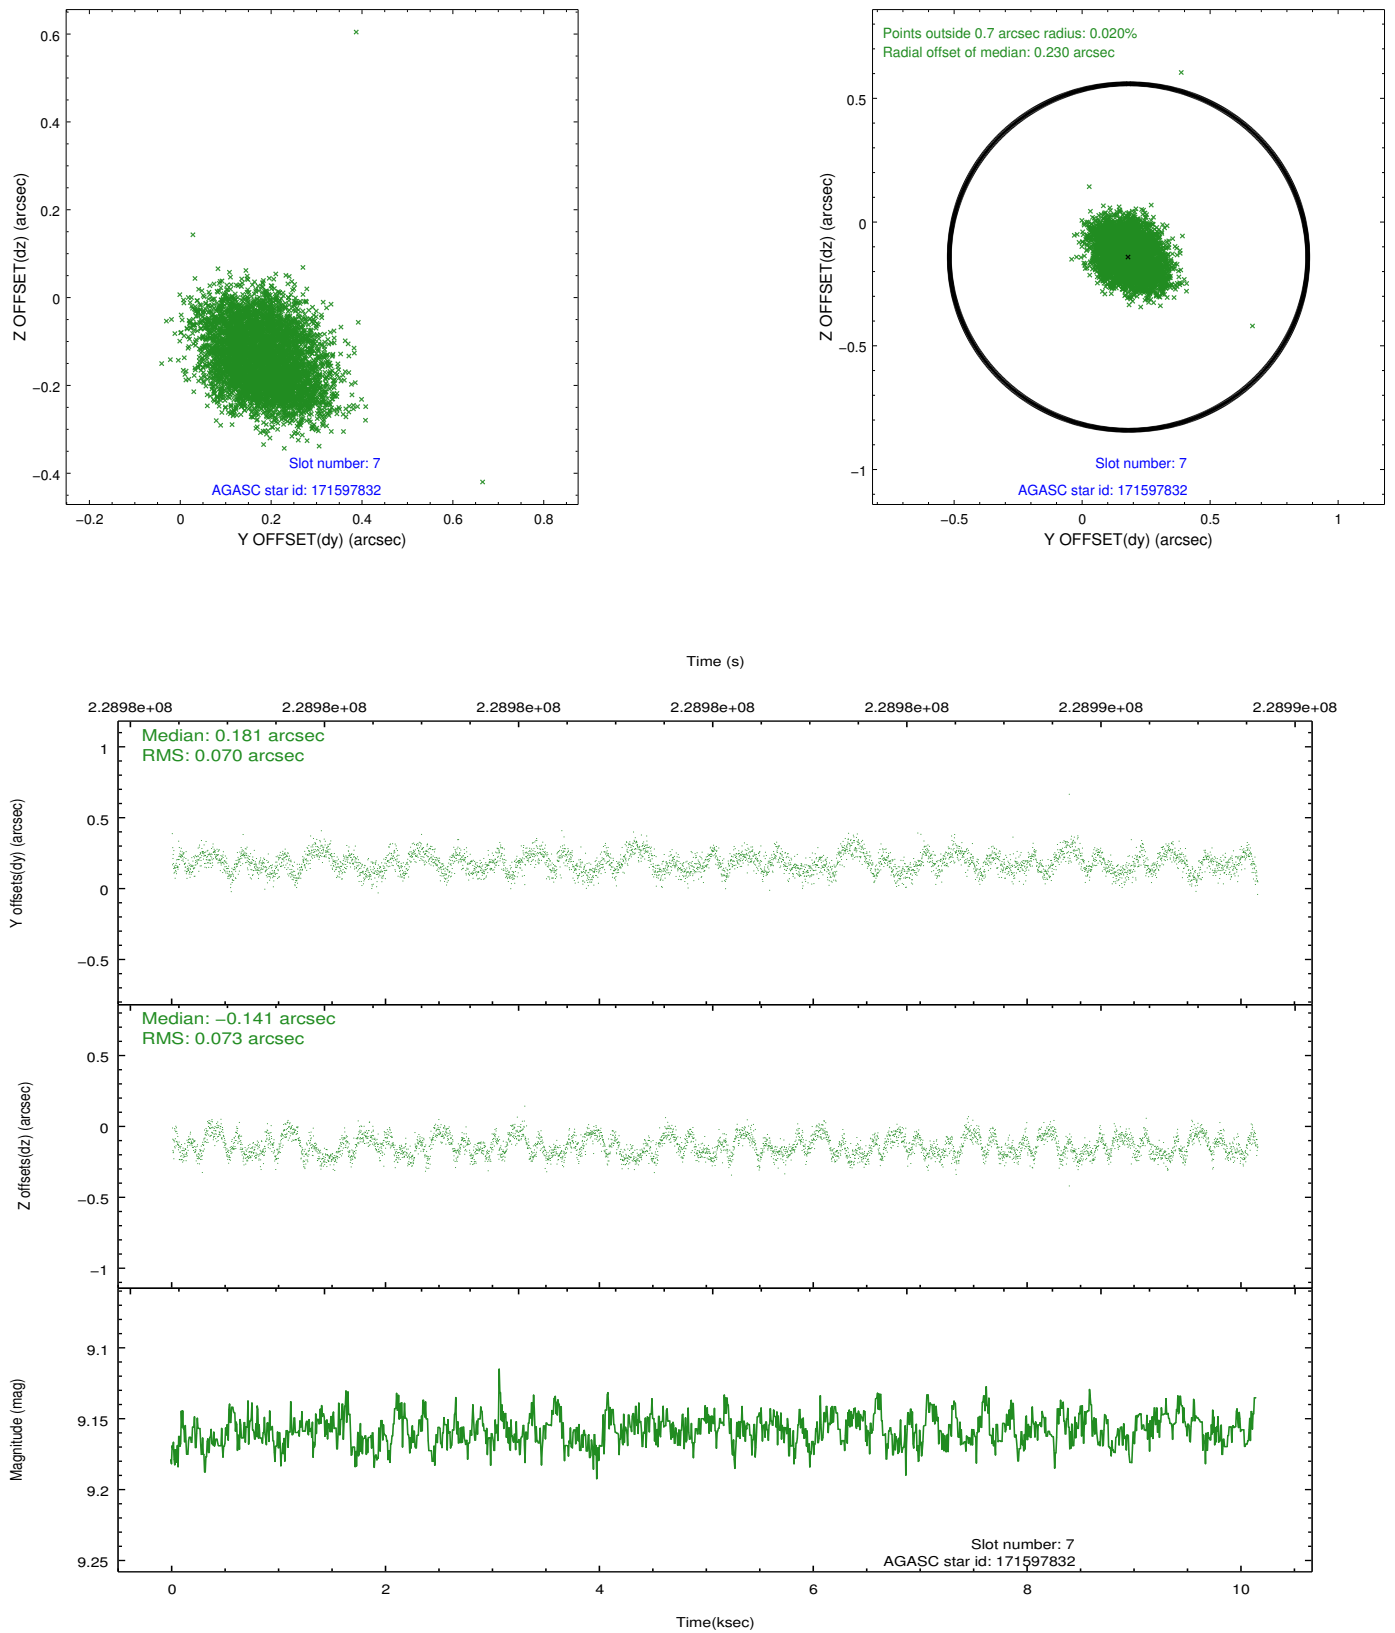 0.6
0.4
0.2
0
−0.2
−0.4
Z OFFSET(dz) (arcsec)
Slot number: 7
AGASC star id: 171597832
−0.2 0 0.2 0.4 0.6 0.8
Y OFFSET(dy) (arcsec)
Points outside 0.7 arcsec radius: 0.020%
Radial offset of median: 0.230 arcsec
0.5
0
−0.5
−1
Z OFFSET(dz) (arcsec)
Slot number: 7
AGASC star id: 171597832
−0.5 0 0.5 1
Y OFFSET(dy) (arcsec)
Time (s)
2.2898e+08 2.2898e+08 2.2898e+08 2.2898e+08 2.2898e+08 2.2899e+08 2.2899e+08
Median: 0.181 arcsec
RMS: 0.070 arcsec
1
0.5
0
−0.5
Y offsets(dy) (arcsec)
Median: −0.141 arcsec
RMS: 0.073 arcsec
0.5
0
−0.5
−1
Z offsets(dz) (arcsec)
9.1
9.15
9.2
9.25
Magnitude (mag)
Slot number: 7
AGASC star id: 171597832
0 2 4 6 8 10
Time(ksec)